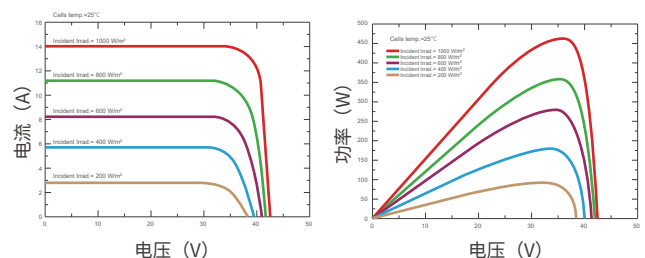 Cells temp.=25℃
16
14
12
10
8
6
4
2
0
Incident Irrad.= 1000 W/m²
Incident Irrad.= 800 W/m²
Incident Irrad.= 600 W/m²
Incident Irrad.= 400 W/m²
Incident Irrad.= 200 W/m²
0 10 20 30 40 50
电流（A）
电压（V）
500
450
400
350
300
250
200
150
100
50
0
Cells temp.=25℃
Incident Irrad.= 1000 W/m²
Incident Irrad.= 800 W/m²
Incident Irrad.= 600 W/m²
Incident Irrad.= 400 W/m²
Incident Irrad.= 200 W/m²
0 10 20 30 40 50
功率（W）
电压（V）